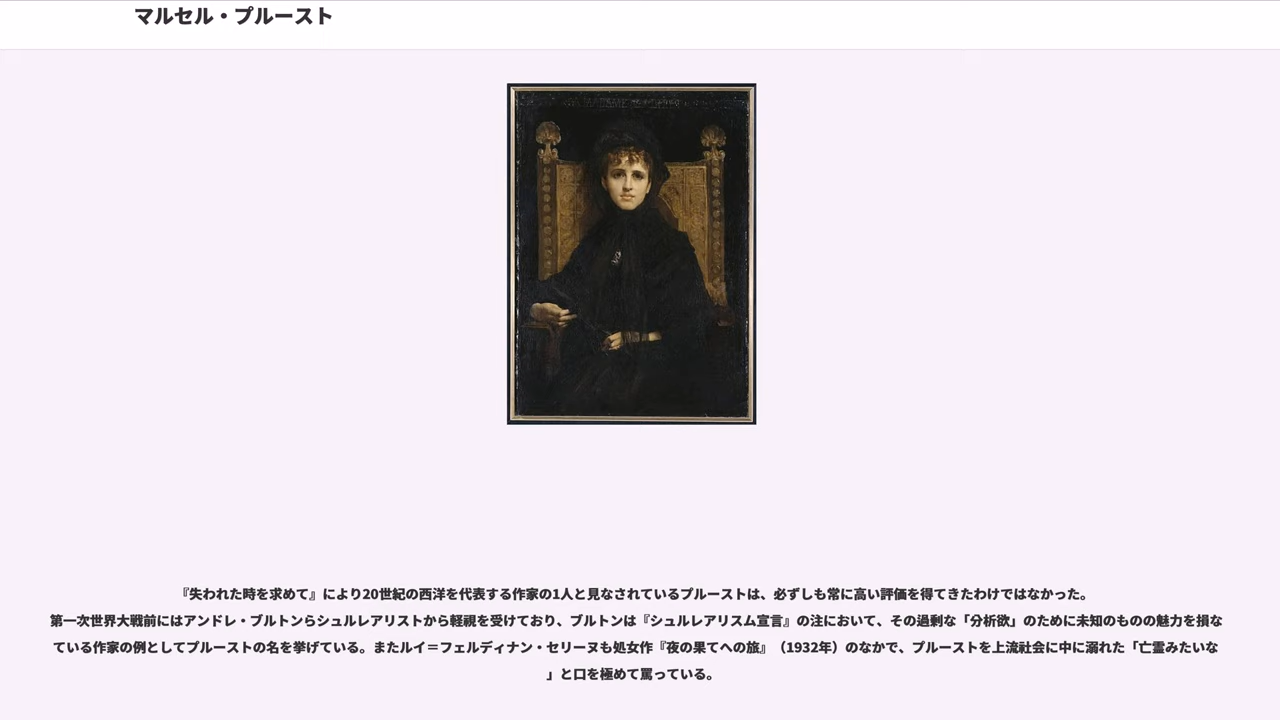 マルセル・プルースト
『失われた時を求めて』により20世紀の西洋を代表する作家の1人と見なされているプルーストは、必ずしも常に高い評価を得てきたわけではなかった。
第一次世界大戦前にはアンドレ・ブルトンらシュルレアリストから軽視を受けており、ブルトンは『シュルレアリスム宣言』の注において、その過剰な「分析欲」のために未知のものの魅力を損な
ている作家の例としてプルーストの名を挙げている。またルイ＝フェルディナン・セリーヌも処女作『夜の果てへの旅』（1932年）のなかで、プルーストを上流社会に中に溺れた「亡霊みたいな
」と口を極めて罵っている。